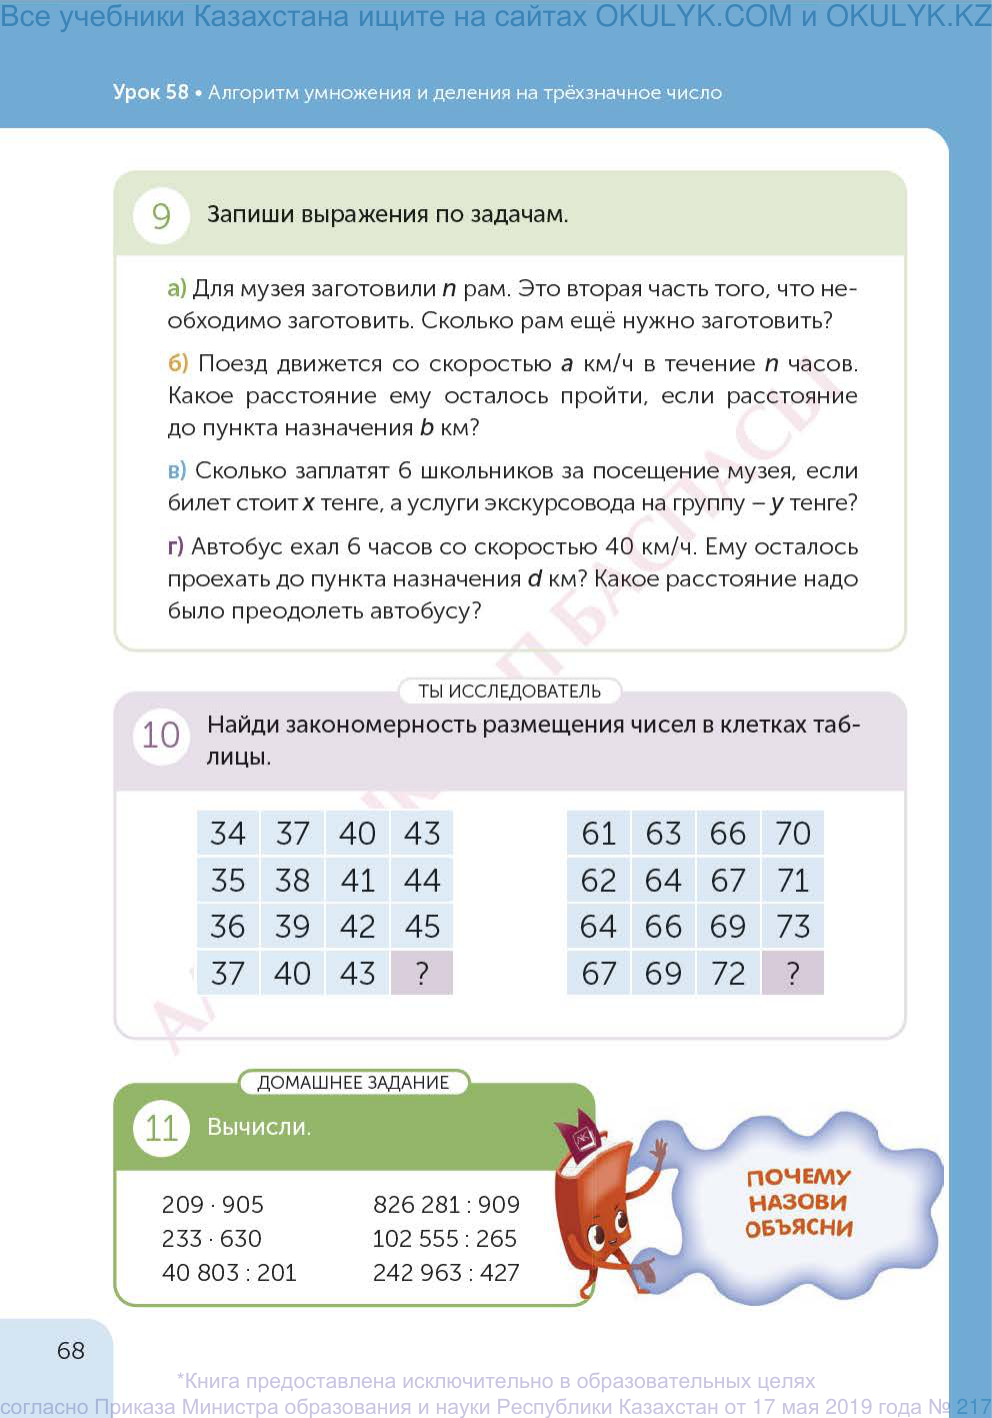 Все учебники Казахстана ищите на сайтах OKULYK.COM и OKULYK.KZ
Урок 58 • Алгоритм умножения и деления на трёхзначное число
9 Запиши выражения по задачам.
а) Для музея заготовили n рам. Это вторая часть того, что не-
обходимо заготовить. Сколько рам ещё нужно заготовить?
б) Поезд движется со скоростью a км/ч в течение n часов.
Какое расстояние ему осталось пройти, если расстояние
до пункта назначения b км?
в) Сколько заплатят 6 школьников за посещение музея, если
билет стоит x тенге, а услуги экскурсовода на группу – y тенге?
г) Автобус ехал 6 часов со скоростью 40 км/ч. Ему осталось
проехать до пункта назначения d км? Какое расстояние надо
было преодолеть автобусу?
ТЫ ИССЛЕДОВАТЕЛЬ
10 Найди закономерность размещения чисел в клетках таб-
лицы.
34 37 40 43
35 38 41 44
36 39 42 45
37 40 43 ?
61 63 66 70
62 64 67 71
64 66 69 73
67 69 72 ?
ДОМАШНЕЕ ЗАДАНИЕ
11 Вычисли.
209 · 905
233 · 630
40 803 : 201
826 281 : 909
102 555 : 265
242 963 : 427
АК
ПОЧЕМУ
НАЗОВИ
ОБЪЯСНИ
68
*Книга предоставлена исключительно в образовательных целях
согласно Приказа Министра образования и науки Республики Казахстан от 17 мая 2019 года № 217
БАСПАСЫ